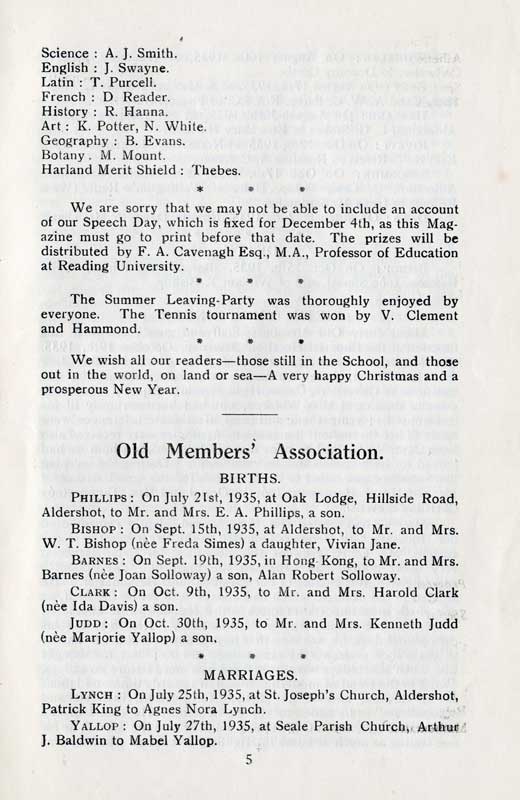 Science : A. J. Smith.
English : J. Swayne.
Latin : T. Purcell.
French : D. Reader.
History : R. Hanna.
Art : K. Potter, N. White.
Geography : B. Evans.
Botany . M. Mount.
Harland Merit Shield : Thebes.
* * *
We are sorry that we may not be able to include an account
of our Speech Day, which is fixed for December 4th, as this Mag-
azine must go to print before that date. The prizes will be
distributed by F. A. Cavenagh Esq., M.A., Professor of Education
at Reading University.
* * *
The Summer Leaving-Party was thoroughly enjoyed by
everyone. The Tennis tournament was won by V. Clement
and Hammond.
* * *
We wish all our readers—those still in the School, and those
out in the world, on land or sea—A very happy Christmas and a
prosperous New Year.
Old Members' Association.
BIRTHS.
PHILLIPS : On July 21st, 1935, at Oak Lodge, Hillside Road,
Aldershot, to Mr. and Mrs. E. A. Phillips, a son.
BISHOP : On Sept. 15th, 1935, at Aldershot, to Mr. and Mrs.
W. T. Bishop (nèe Freda Simes) a daughter, Vivian Jane.
BARNES : On Sept. 19th, 1935, in Hong Kong, to Mr. and Mrs.
Barnes (nèe Joan Solloway) a son, Alan Robert Solloway.
CLARK : On Oct. 9th, 1935, to Mr. and Mrs. Harold Clark
(nèe Ida Davis) a son.
JUDD : On Oct. 30th, 1935, to Mr. and Mrs. Kenneth Judd
(nèe Marjorie Yallop) a son.
* * *
MARRIAGES.
LYNCH : On July 25th, 1935, at St. Joseph's Church, Aldershot,
Patrick King to Agnes Nora Lynch.
YALLOP : On July 27th, 1935, at Seale Parish Church, Arthur
J. Baldwin to Mabel Yallop.
5